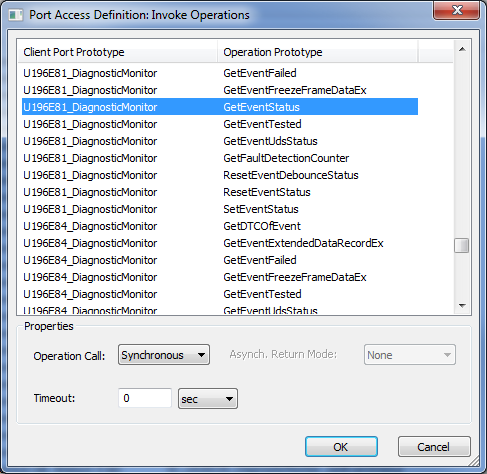 Port Access Definition: Invoke Operations
Client Port Prototype Operation Prototype
U196E81_DiagnosticMonitor GetEventFailed
U196E81_DiagnosticMonitor GetEventFreezeFrameDataEx
U196E81_DiagnosticMonitor GetEventStatus
U196E81_DiagnosticMonitor GetEventTested
U196E81_DiagnosticMonitor GetEventUdsStatus
U196E81_DiagnosticMonitor GetFaultDetectionCounter
U196E81_DiagnosticMonitor ResetEventDebounceStatus
U196E81_DiagnosticMonitor ResetEventStatus
U196E81_DiagnosticMonitor SetEventStatus
U196E84_DiagnosticMonitor GetDTCOfEvent
U196E84_DiagnosticMonitor GetEventExtendedDataRecordEx
U196E84_DiagnosticMonitor GetEventFailed
U196E84_DiagnosticMonitor GetEventFreezeFrameDataEx
U196E84_DiagnosticMonitor GetEventTested
U196E84_DiagnosticMonitor GetEventUdsStatus
Properties
Operation Call: Synchronous Asynch. Return Mode: None
Timeout: 0 sec
OK Cancel